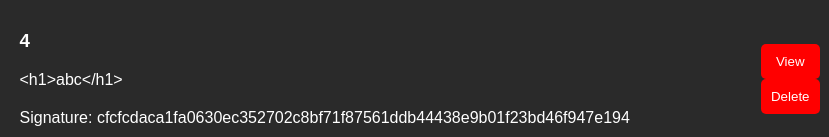 4
<h1>abc</h1>
View
Delete
Signature: cfcfcdaca1fa0630ec352702c8bf71f87561ddb44438e9b01f23bd46f947e194